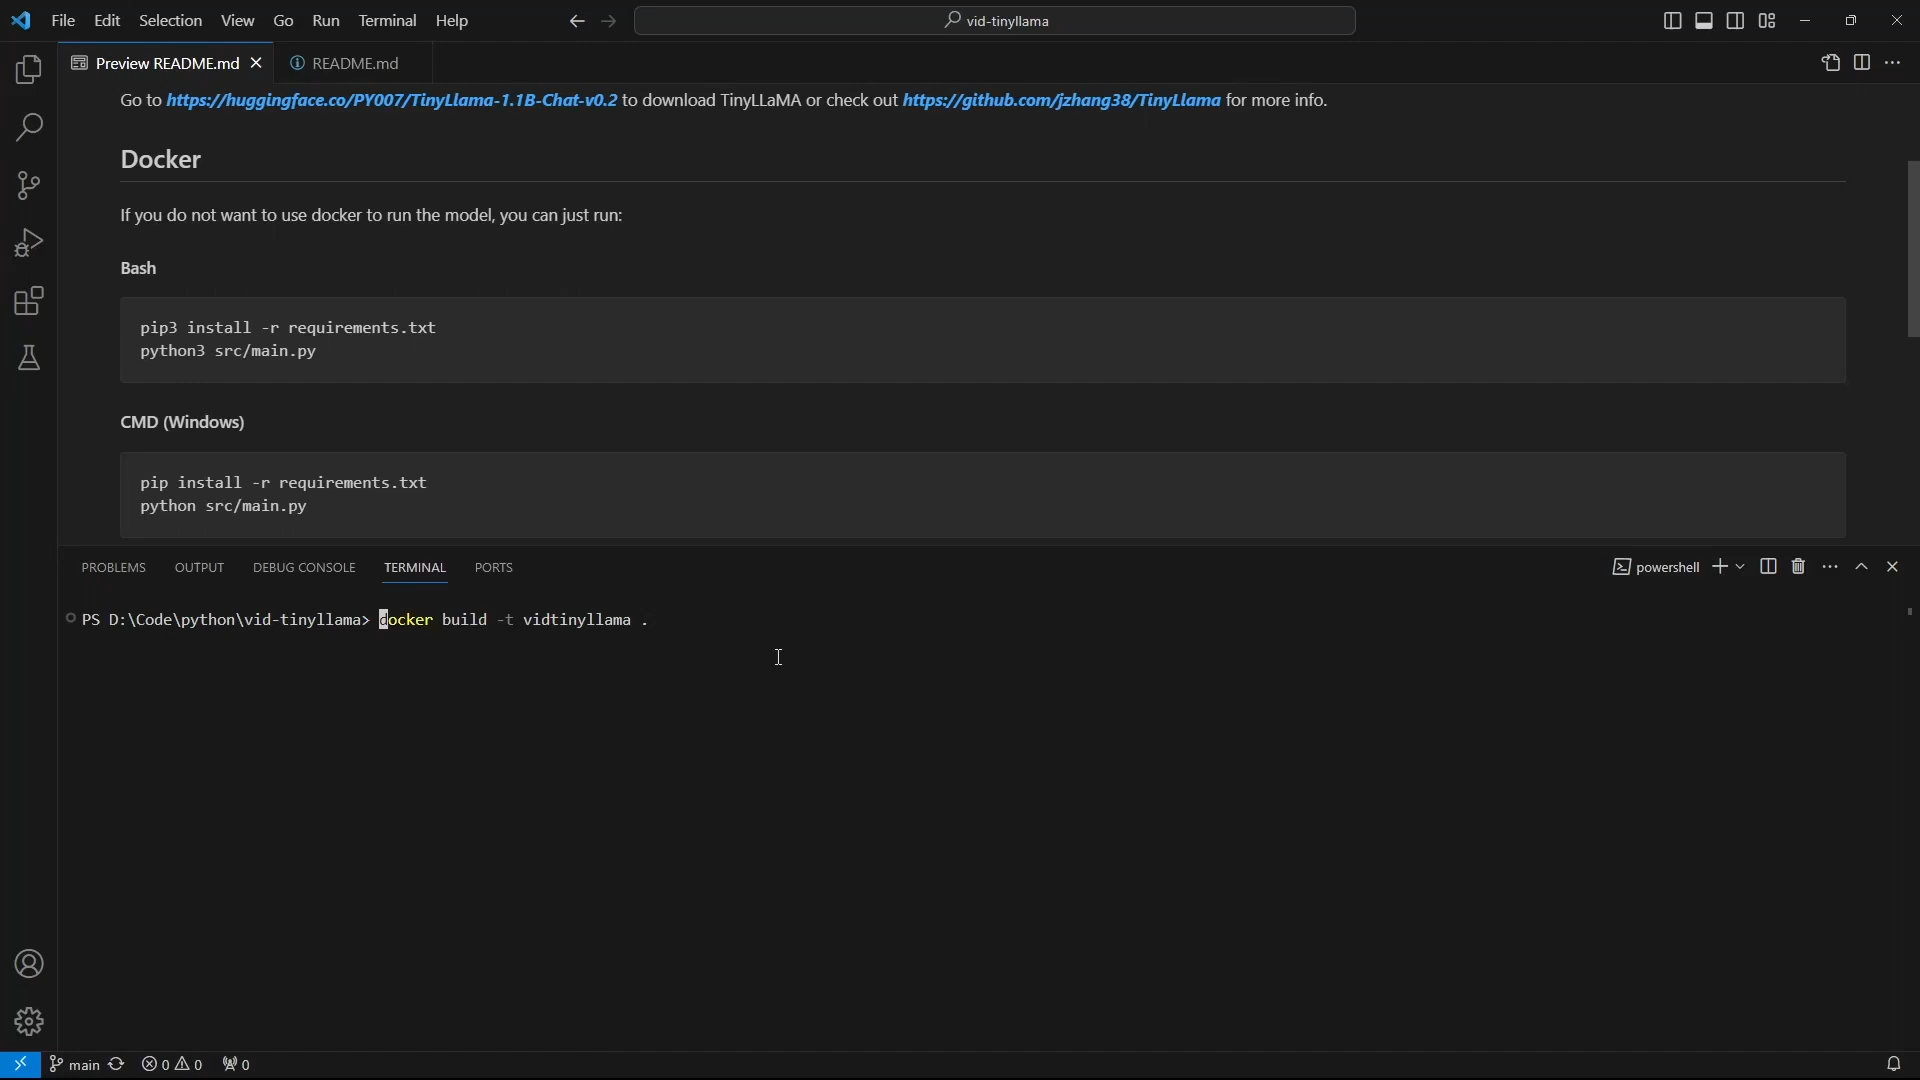 File Edit Selection View Go Run Terminal Help
vid-tinyllama
Preview README.md
README.md
Go to https://huggingface.co/PY007/TinyLlama-1.1B-Chat-v0.2 to download TinyLLaMA or check out https://github.com/jzhang38/TinyLlama for more info.
Docker
If you do not want to use docker to run the model, you can just run:
Bash
pip3 install -r requirements.txt
python3 src/main.py
CMD (Windows)
pip install -r requirements.txt
python src/main.py
PROBLEMS OUTPUT DEBUG CONSOLE TERMINAL PORTS
powershell
PS D:\Code\python\vid-tinyllama> docker build -t vidtinyllama .
main 0 0 0